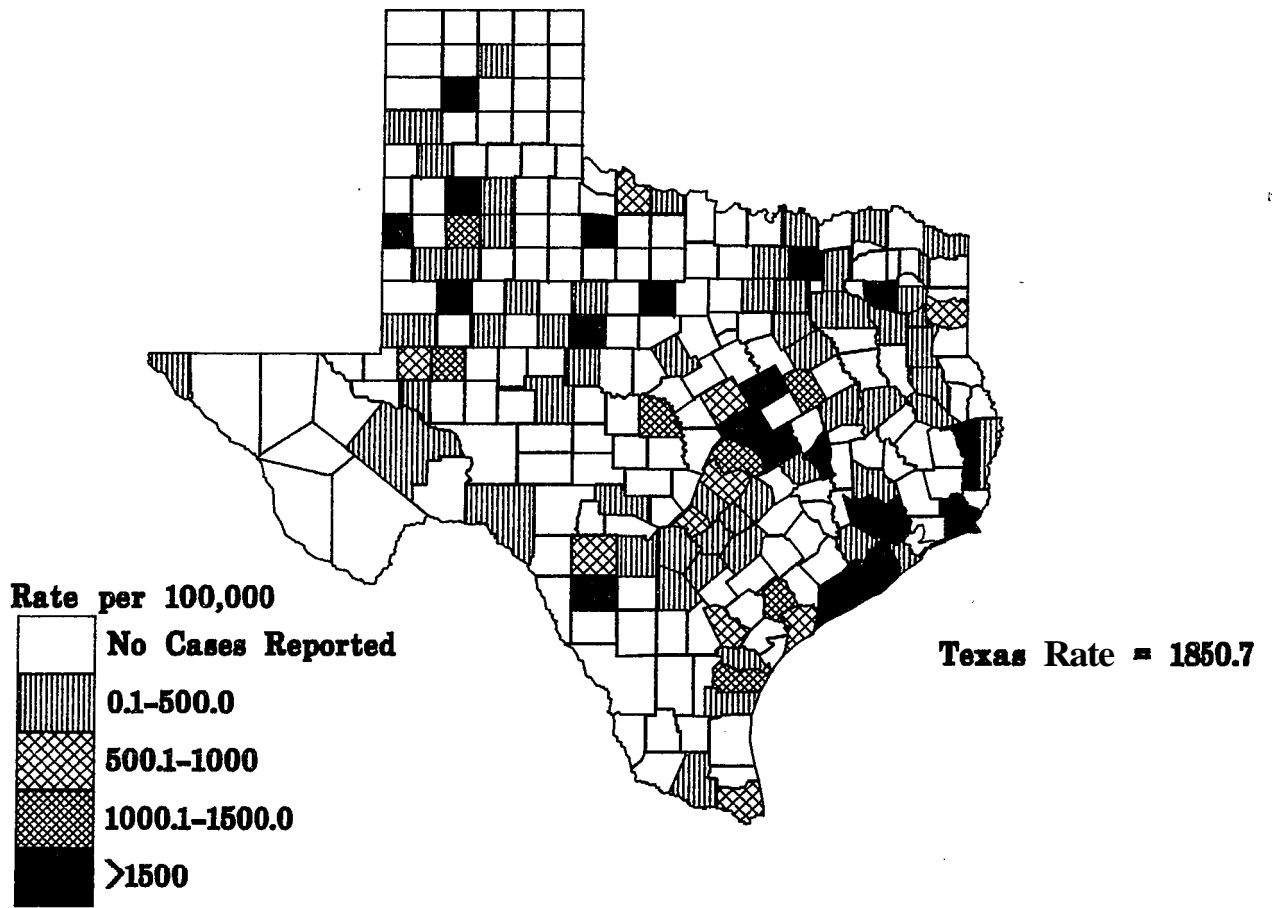 Rate per 100,000
No Cases Reported
0.1-500.0
500.1-1000
1000.1-1500.0
>1500
Texas Rate = 1850.7